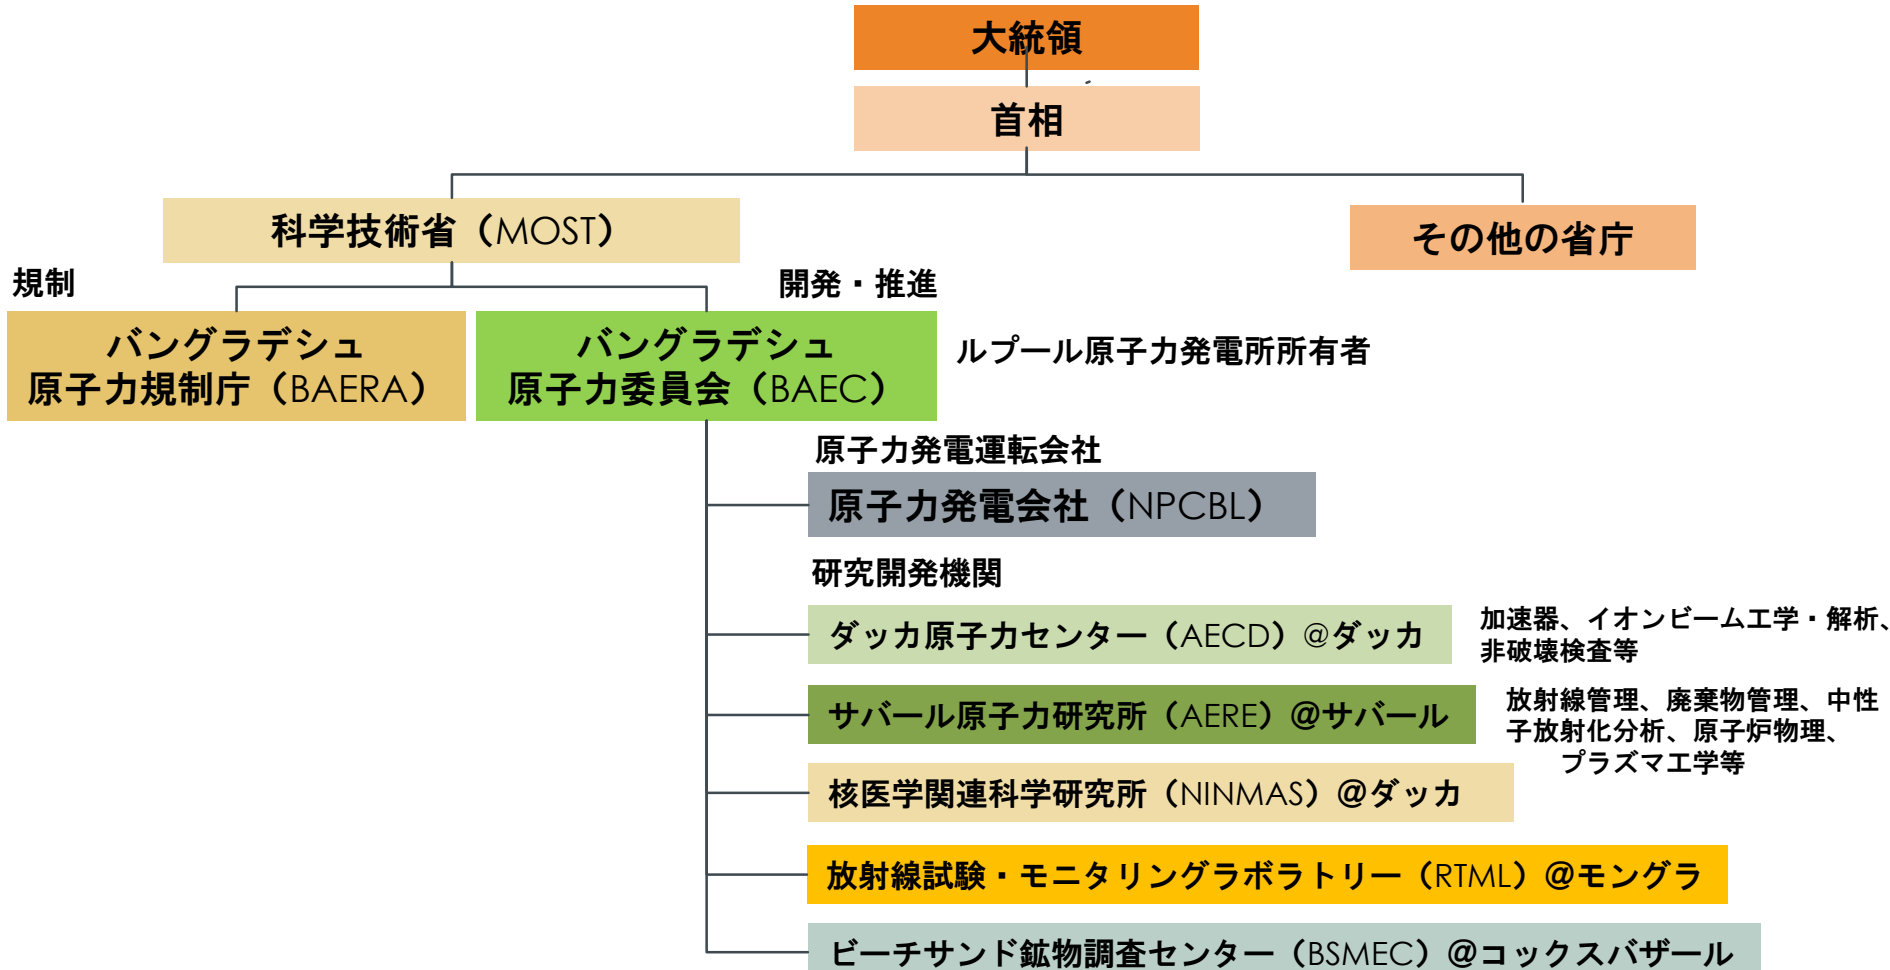 大統領
首相
科学技術省（MOST）
その他の省庁
規制
開発・推進
バングラデシュ
原子力規制庁（BAERA）
バングラデシュ
原子力委員会（BAEC）
ルプール原子力発電所所有者
原子力発電運転会社
原子力発電会社（NPCBL）
研究開発機関
ダッカ原子力センター（AECD）@ダッカ
加速器、イオンビーム工学・解析、
非破壊検査等
サバール原子力研究所（AERE）@サバール
放射線管理、廃棄物管理、中性
子放射化分析、原子炉物理、
プラズマ工学等
核医学関連科学研究所（NINMAS）@ダッカ
放射線試験・モニタリングラボラトリー（RTML）@モングラ
ビーチサンド鉱物調査センター（BSMEC）@コックスバザール